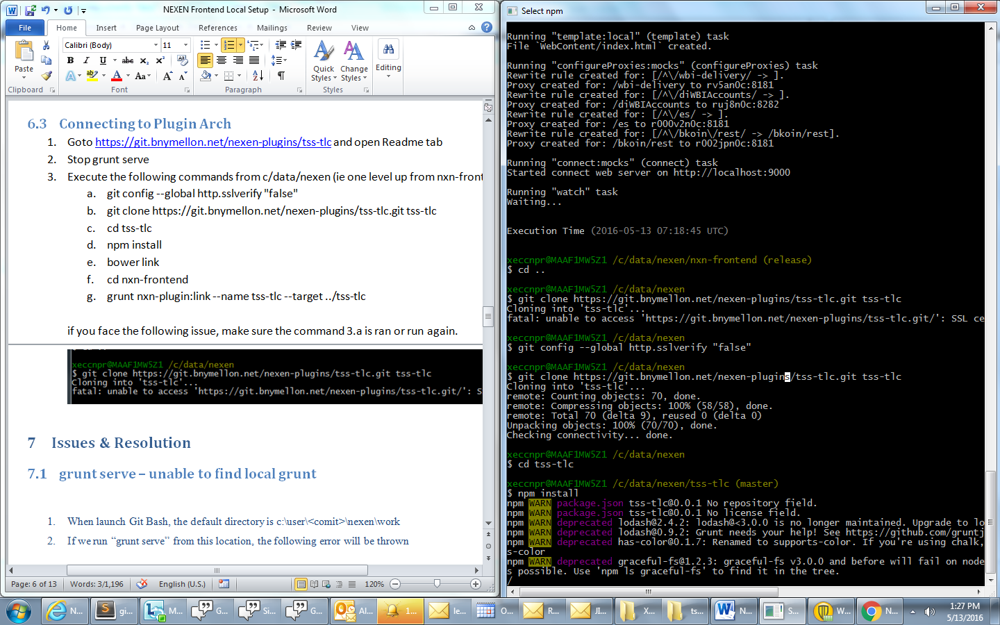 NEXEN Frontend Local Setup - Microsoft Word
File Home Insert Page Layout References Mailings Review View
Calibri (Body) 11
Paste
Quick Styles
Change Styles
Editing
Clipboard Font Paragraph Styles
6.3 Connecting to Plugin Arch
1. Goto https://git.bnymellon.net/nexen-plugins/tss-tlc and open Readme tab
2. Stop grunt serve
3. Execute the following commands from c/data/nexen (ie one level up from nxn-front
a. git config --global http.sslverify "false"
b. git clone https://git.bnymellon.net/nexen-plugins/tss-tlc.git tss-tlc
c. cd tss-tlc
d. npm install
e. bower link
f. cd nxn-frontend
g. grunt nxn-plugin:link --name tss-tlc --target ../tss-tlc
if you face the following issue, make sure the command 3.a is ran or run again.
xeccnpr@MAAF1MW5Z1 /c/data/nexen
$ git clone https://git.bnymellon.net/nexen-plugins/tss-tlc.git tss-tlc
Cloning into 'tss-tlc'...
fatal: unable to access 'https://git.bnymellon.net/nexen-plugins/tss-tlc.git/': S
7 Issues & Resolution
7.1 grunt serve – unable to find local grunt
1. When launch Git Bash, the default directory is c:\user\<comit>\nexen\work
2. If we run “grunt serve” from this location, the following error will be thrown
Page: 6 of 13 Words: 3/1,196 English (U.S.) 120%
Select npm
Running "template:local" (template) task
File `WebContent/index.html` created.
Running "configureProxies:mocks" (configureProxies) task
Rewrite rule created for: [/^\/wbi-delivery/ -> ].
Proxy created for: /wbi-delivery to rv5an0c:8181
Rewrite rule created for: [/^\/diWBIAccounts/ -> ].
Proxy created for: /diWBIAccounts to ruj8n0c:8282
Rewrite rule created for: [/^\/es/ -> ].
Proxy created for: /es to r000v2n0c:8181
Rewrite rule created for: [/^\/bkoin\/rest/ -> /bkoin/rest].
Proxy created for: /bkoin/rest to r002jpn0c:8181
Running "connect:mocks" (connect) task
Started connect web server on http://localhost:9000
Running "watch" task
Waiting...
Execution Time (2016-05-13 07:18:45 UTC)
xeccnpr@MAAF1MW5Z1 /c/data/nexen/nxn-frontend (release)
$ cd ..
xeccnpr@MAAF1MW5Z1 /c/data/nexen
$ git clone https://git.bnymellon.net/nexen-plugins/tss-tlc.git tss-tlc
Cloning into 'tss-tlc'...
fatal: unable to access 'https://git.bnymellon.net/nexen-plugins/tss-tlc.git/': SSL ce
xeccnpr@MAAF1MW5Z1 /c/data/nexen
$ git config --global http.sslverify "false"
xeccnpr@MAAF1MW5Z1 /c/data/nexen
$ git clone https://git.bnymellon.net/nexen-plugins/tss-tlc.git tss-tlc
Cloning into 'tss-tlc'...
remote: Counting objects: 70, done.
remote: Compressing objects: 100% (58/58), done.
remote: Total 70 (delta 9), reused 0 (delta 0)
Unpacking objects: 100% (70/70), done.
Checking connectivity... done.
xeccnpr@MAAF1MW5Z1 /c/data/nexen
$ cd tss-tlc
xeccnpr@MAAF1MW5Z1 /c/data/nexen/tss-tlc (master)
$ npm install
npm WARN package.json tss-tlc@0.0.1 No repository field.
npm WARN package.json tss-tlc@0.0.1 No license field.
npm WARN deprecated lodash@2.4.2: lodash@<3.0.0 is no longer maintained. Upgrade to lo
npm WARN deprecated lodash@0.9.2: Grunt needs your help! See https://github.com/gruntj
npm WARN deprecated has-color@0.1.7: Renamed to supports-color. If you're using chalk,
s-color
npm WARN deprecated graceful-fs@1.2.3: graceful-fs v3.0.0 and before will fail on node
s possible. Use 'npm ls graceful-fs' to find it in the tree.
/
N... gi... M... G... Si... G... Al... 1... le... O... R... JI... X... ts... N... S... W... N...
1:27 PM
5/13/2016